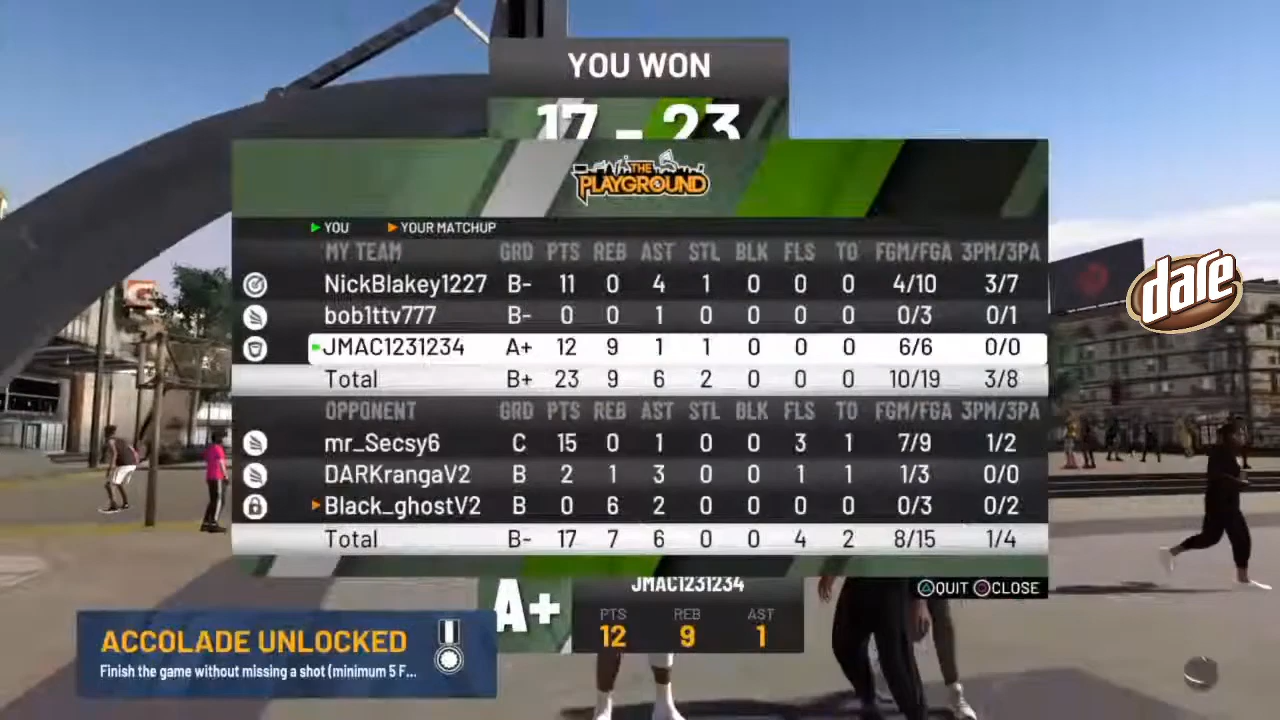 YOU WON
17 - 23
THE
PLAYGROUND
dare
YOU YOUR MATCHUP
MY TEAM GRD PTS REB AST STL BLK FLS TO FGM/FGA 3PM/3PA
NickBlakey1227 B- 11 0 4 1 0 0 0 4/10 3/7
bob1ttv777 B- 0 0 1 0 0 0 0 0/3 0/1
JMAC1231234 A+ 12 9 1 1 0 0 0 6/6 0/0
Total B+ 23 9 6 2 0 0 0 10/19 3/8
OPPONENT GRD PTS REB AST STL BLK FLS TO FGM/FGA 3PM/3PA
mr_Secsy6 C 15 0 1 0 0 3 1 7/9 1/2
DARKrangaV2 B 2 1 3 0 0 1 1 1/3 0/0
Black_ghostV2 B 0 6 2 0 0 0 0 0/3 0/2
Total B- 17 7 6 0 0 4 2 8/15 1/4
QUIT CLOSE
A+
JMAC1231234
PTS REB AST
12 9 1
ACCOLADE UNLOCKED
Finish the game without missing a shot (minimum 5 F...